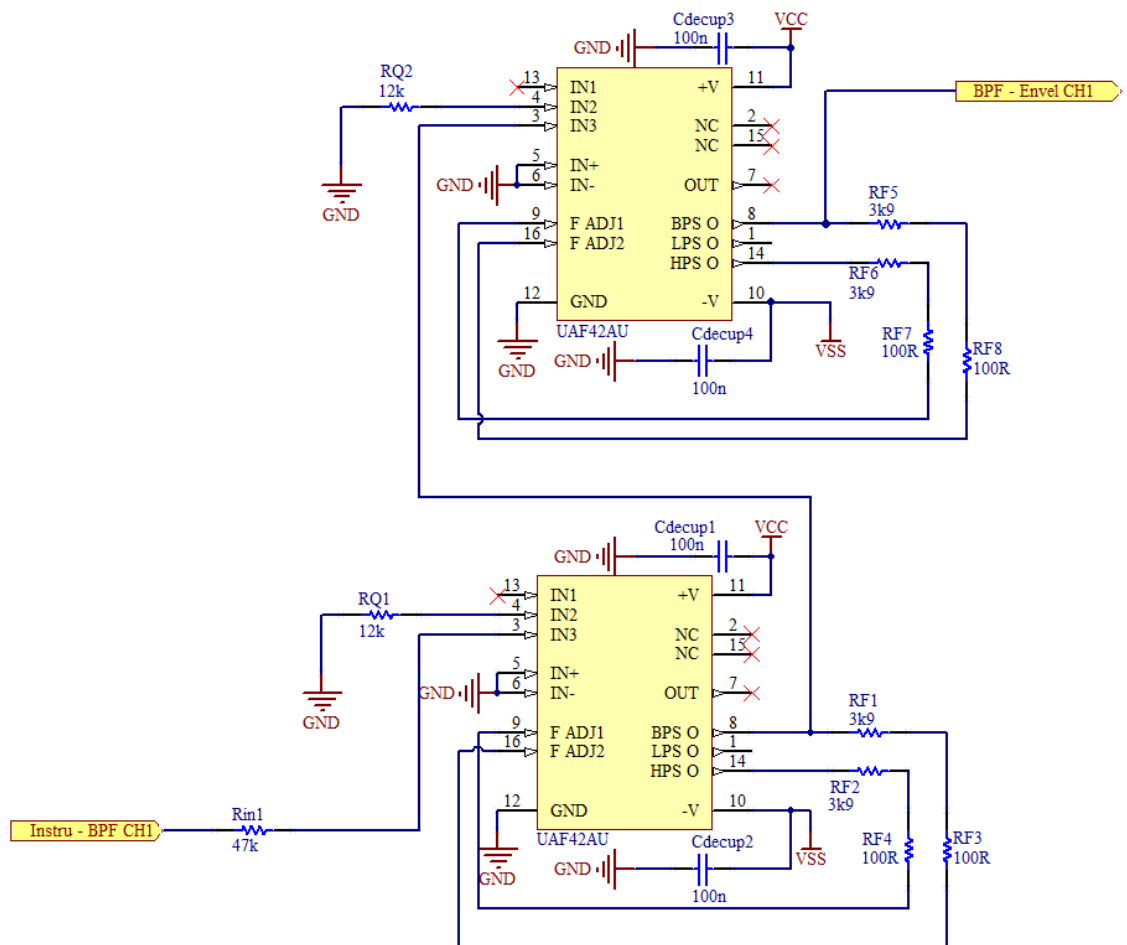 Cdecup3
100n
VCC
GND
RQ2
12k
GND
13 IN1
4 IN2
3 IN3
5 IN+
6 IN-
GND
9 F ADJ1
16 F ADJ2
12 GND
GND
UAF42AU
+V 11
NC 2
NC 15
OUT 7
BPS O 8
LPS O 1
HPS O 14
-V 10
BPF - Envel CH1
RF5
3k9
RF6
3k9
RF7
100R
RF8
100R
VSS
Cdecup4
GND
100n
Cdecup1
100n
VCC
GND
RQ1
12k
GND
13 IN1
4 IN2
3 IN3
5 IN+
6 IN-
GND
9 F ADJ1
16 F ADJ2
12 GND
GND
UAF42AU
+V 11
NC 2
NC 15
OUT 7
BPS O 8
LPS O 1
HPS O 14
-V 10
RF1
3k9
RF2
3k9
RF4
100R
RF3
100R
VSS
Cdecup2
GND
100n
Instru - BPF CH1
Rin1
47k